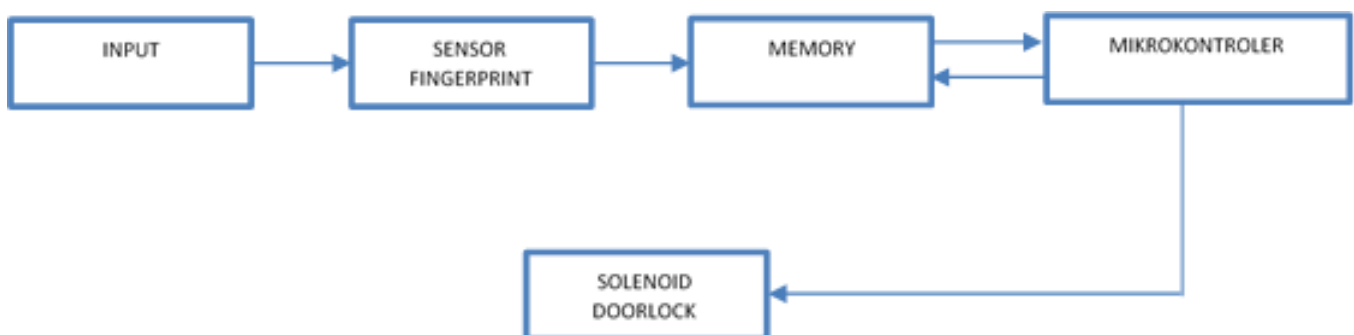 INPUT
SENSOR
FINGERPRINT
MEMORY
MIKROKONTROLER
SOLENOID
DOORLOCK